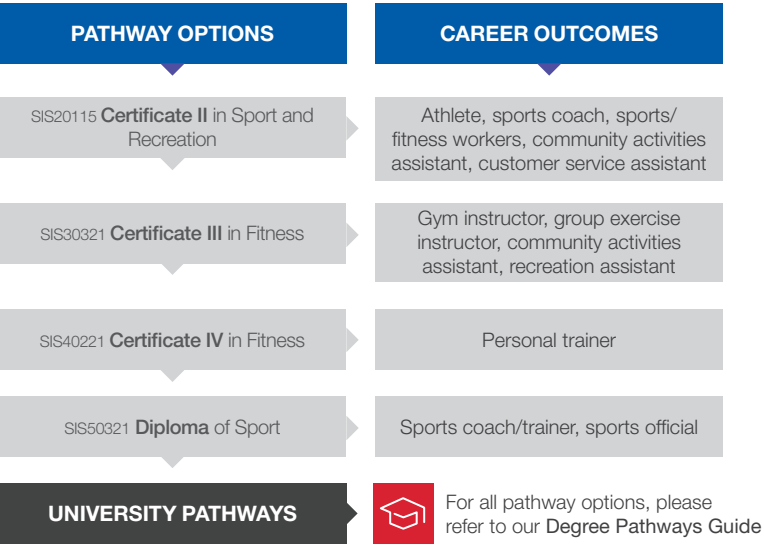 PATHWAY OPTIONS
CAREER OUTCOMES
SIS20115 Certificate II in Sport and
Recreation
Athlete, sports coach, sports/
fitness workers, community activities
assistant, customer service assistant
SIS30321 Certificate III in Fitness
Gym instructor, group exercise
instructor, community activities
assistant, recreation assistant
SIS40221 Certificate IV in Fitness
Personal trainer
SIS50321 Diploma of Sport
Sports coach/trainer, sports official
UNIVERSITY PATHWAYS
For all pathway options, please
refer to our Degree Pathways Guide